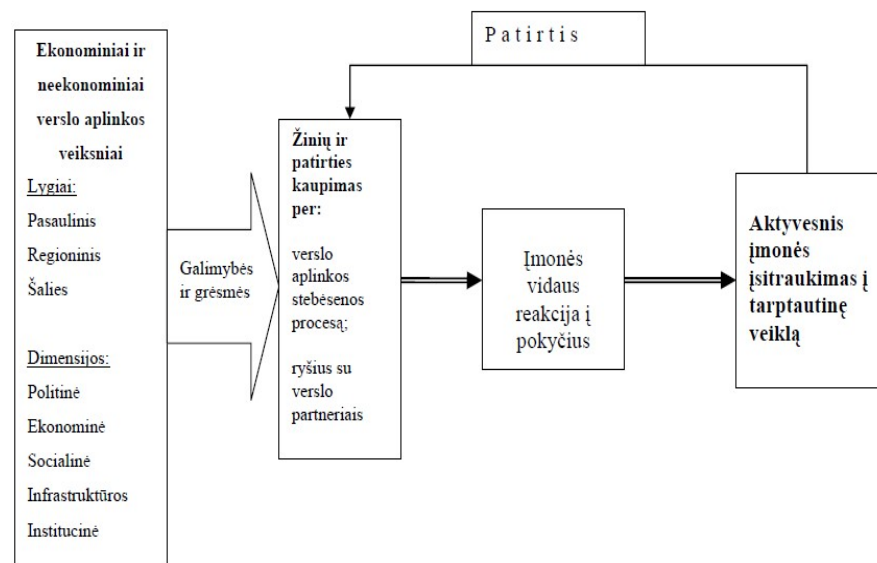 Ekonominiai ir
neekonominiai
verslo aplinkos
veiksniai
Lygiai:
Pasaulinis
Regioninis
Šalies
Dimensijos:
Politinė
Ekonominė
Socialinė
Infrastruktūros
Institucinė
Galimybės
ir grėsmės
Patirtis
Žinių ir
patirties
kaupimas
per:
verslo
aplinkos
stebėsenos
procesą;
ryšius su
verslo
partneriais
Įmonės
vidaus
reakcija į
pokyčius
Aktyvesnis
įmonės
įsitraukimas į
tarptautinę
veiklą